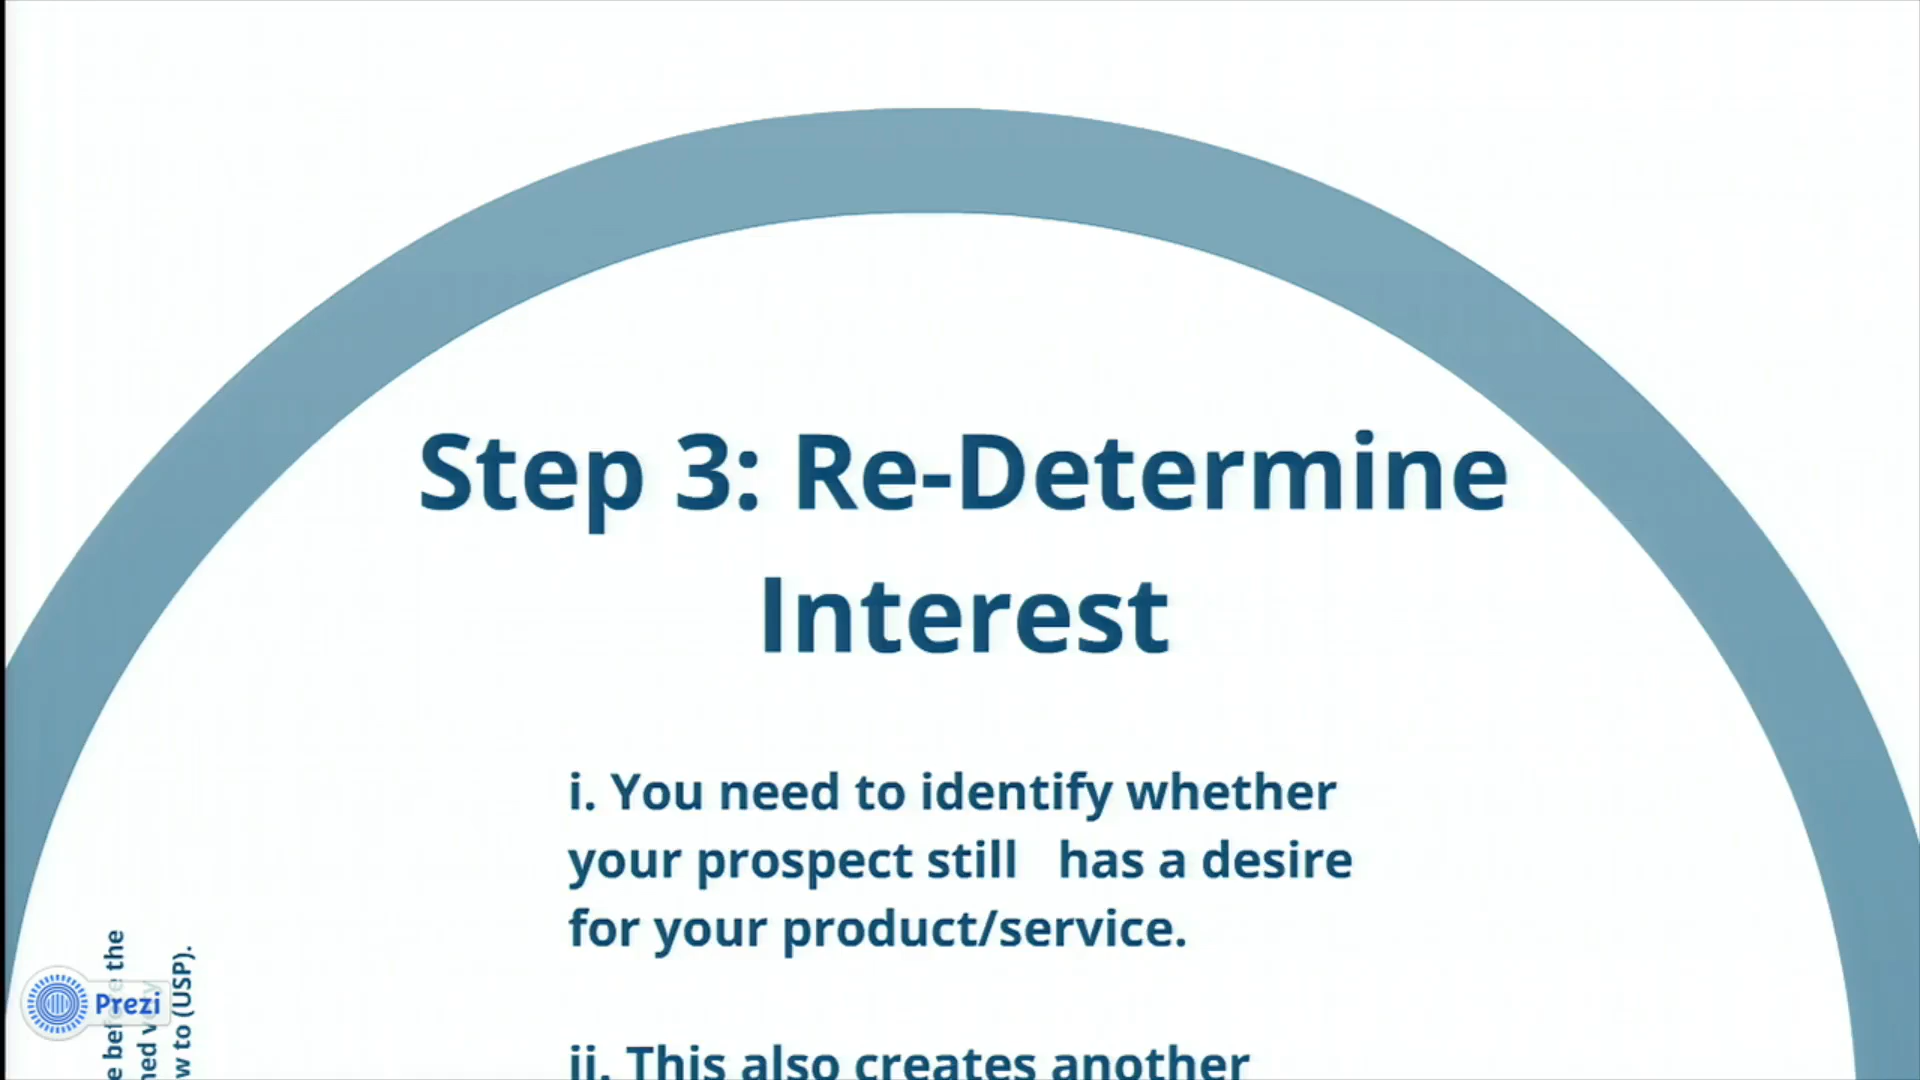 Step 3: Re-Determine
Interest
i. You need to identify whether
your prospect still has a desire
for your product/service.
ii. This also creates another
the
w to (USP).
Prezi